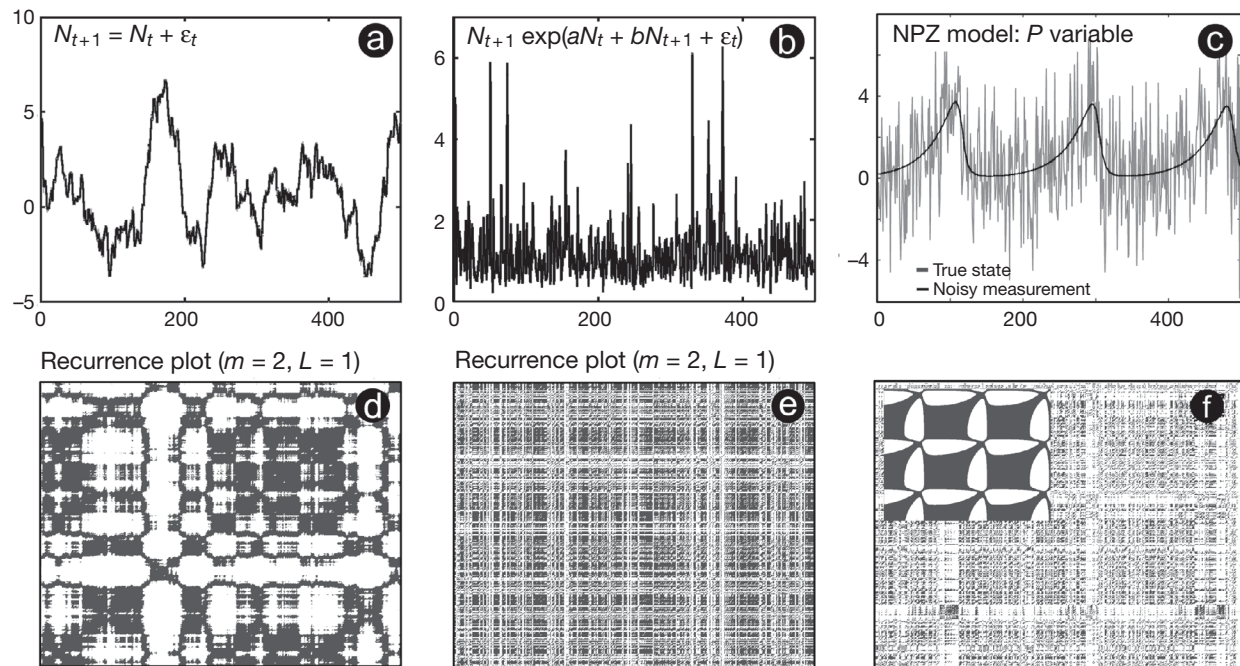 10
5
0
−5
0
200
400
N_{t+1} = N_t + ε_t
a
6
4
2
0
0
200
400
N_{t+1} exp(aN_t + bN_{t+1} + ε_t)
b
4
0
−4
0
200
400
NPZ model: P variable
c
True state
Noisy measurement
Recurrence plot (m = 2, L = 1)
d
Recurrence plot (m = 2, L = 1)
e
f